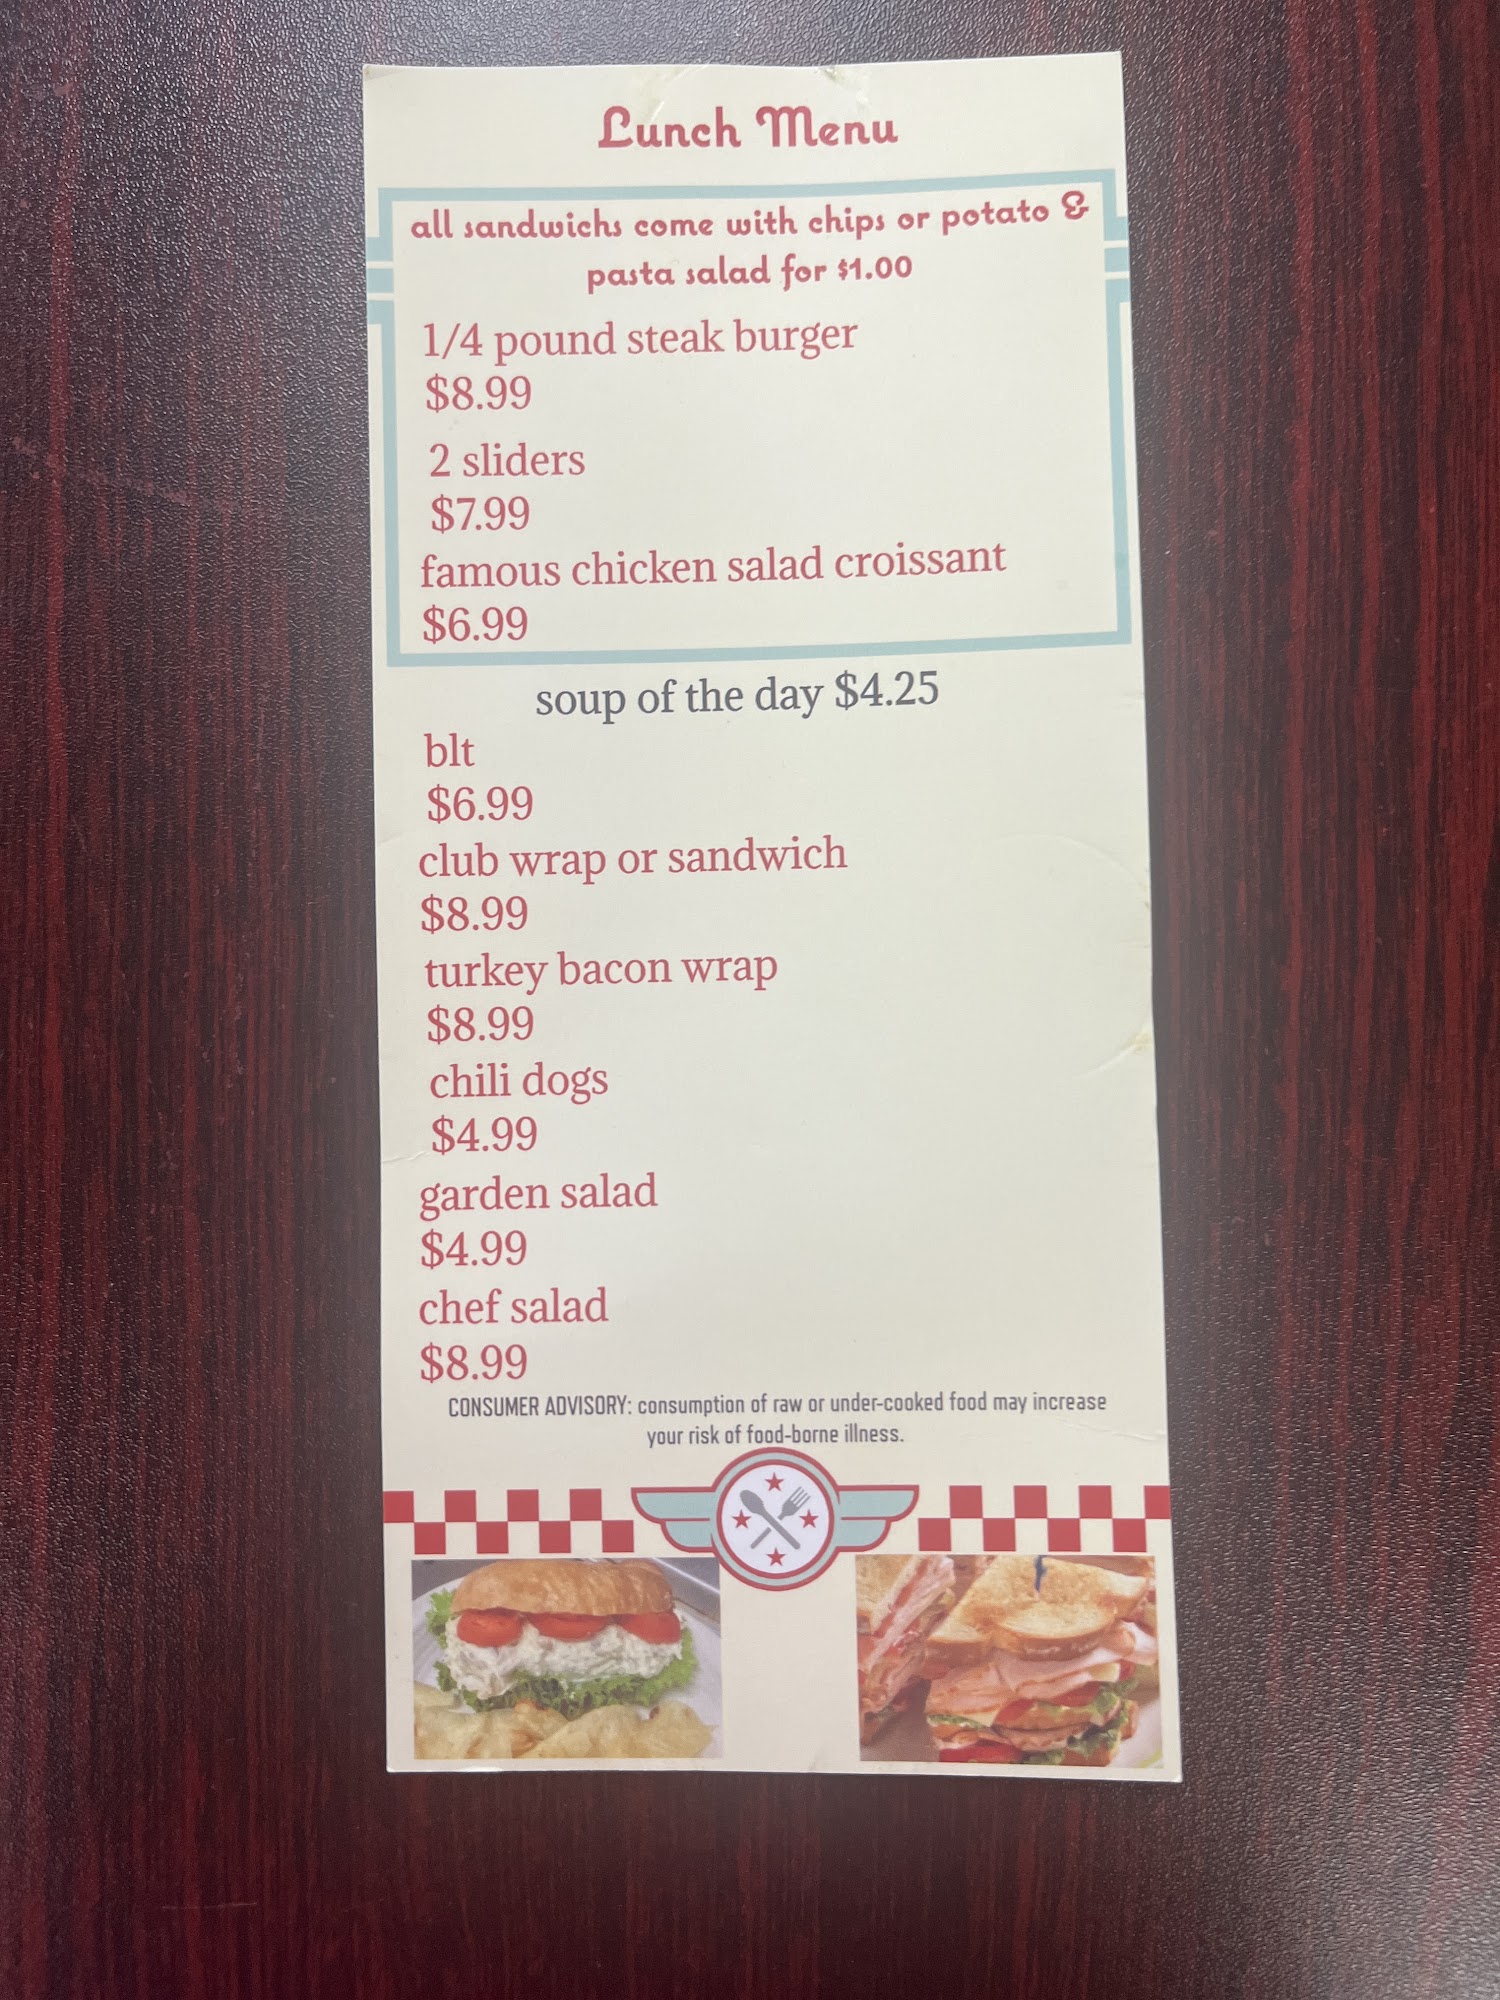 Lunch Menu
all sandwichs come with chips or potato &
pasta salad for $1.00
1/4 pound steak burger
$8.99
2 sliders
$7.99
famous chicken salad croissant
$6.99
soup of the day $4.25
blt
$6.99
club wrap or sandwich
$8.99
turkey bacon wrap
$8.99
chili dogs
$4.99
garden salad
$4.99
chef salad
$8.99
CONSUMER ADVISORY: consumption of raw or under-cooked food may increase
your risk of food-borne illness.